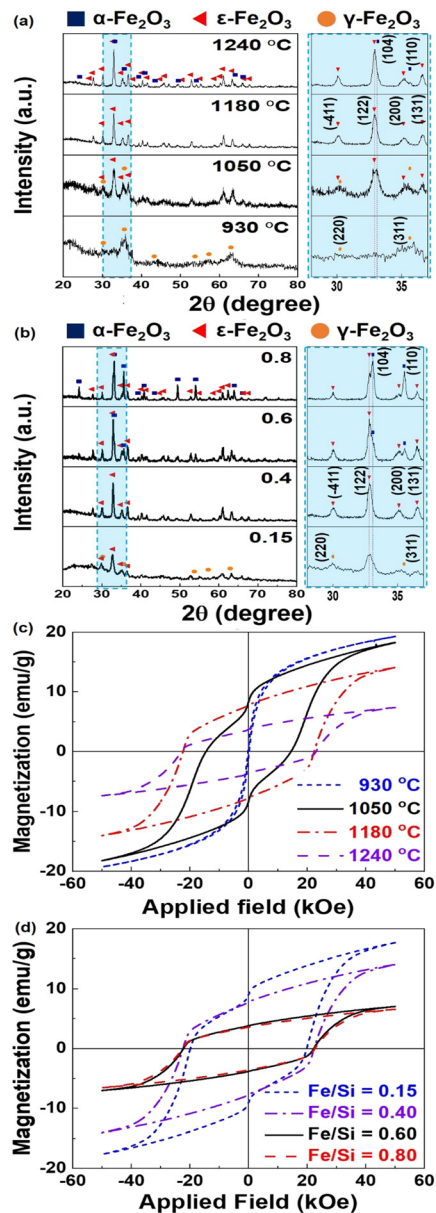 (a)
α-Fe₂O₃ ε-Fe₂O₃ γ-Fe₂O₃
Intensity (a.u.)
1240 °C
1180 °C
1050 °C
930 °C
(104)
(110)
(-411)
(122)
(200)
(131)
(220)
(311)
20 30 40 50 60 70 80
30 35
2θ (degree)
(b)
α-Fe₂O₃ ε-Fe₂O₃ γ-Fe₂O₃
Intensity (a.u.)
0.8
0.6
0.4
0.15
(104)
(110)
(-411)
(122)
(200)
(131)
(220)
(311)
20 30 40 50 60 70 80
30 35
2θ (degree)
(c)
Magnetization (emu/g)
20
10
0
-10
-20
930 °C
1050 °C
1180 °C
1240 °C
-60 -40 -20 0 20 40 60
Applied field (kOe)
(d)
Magnetization (emu/g)
20
10
0
-10
-20
Fe/Si = 0.15
Fe/Si = 0.40
Fe/Si = 0.60
Fe/Si = 0.80
-60 -40 -20 0 20 40 60
Applied Field (kOe)